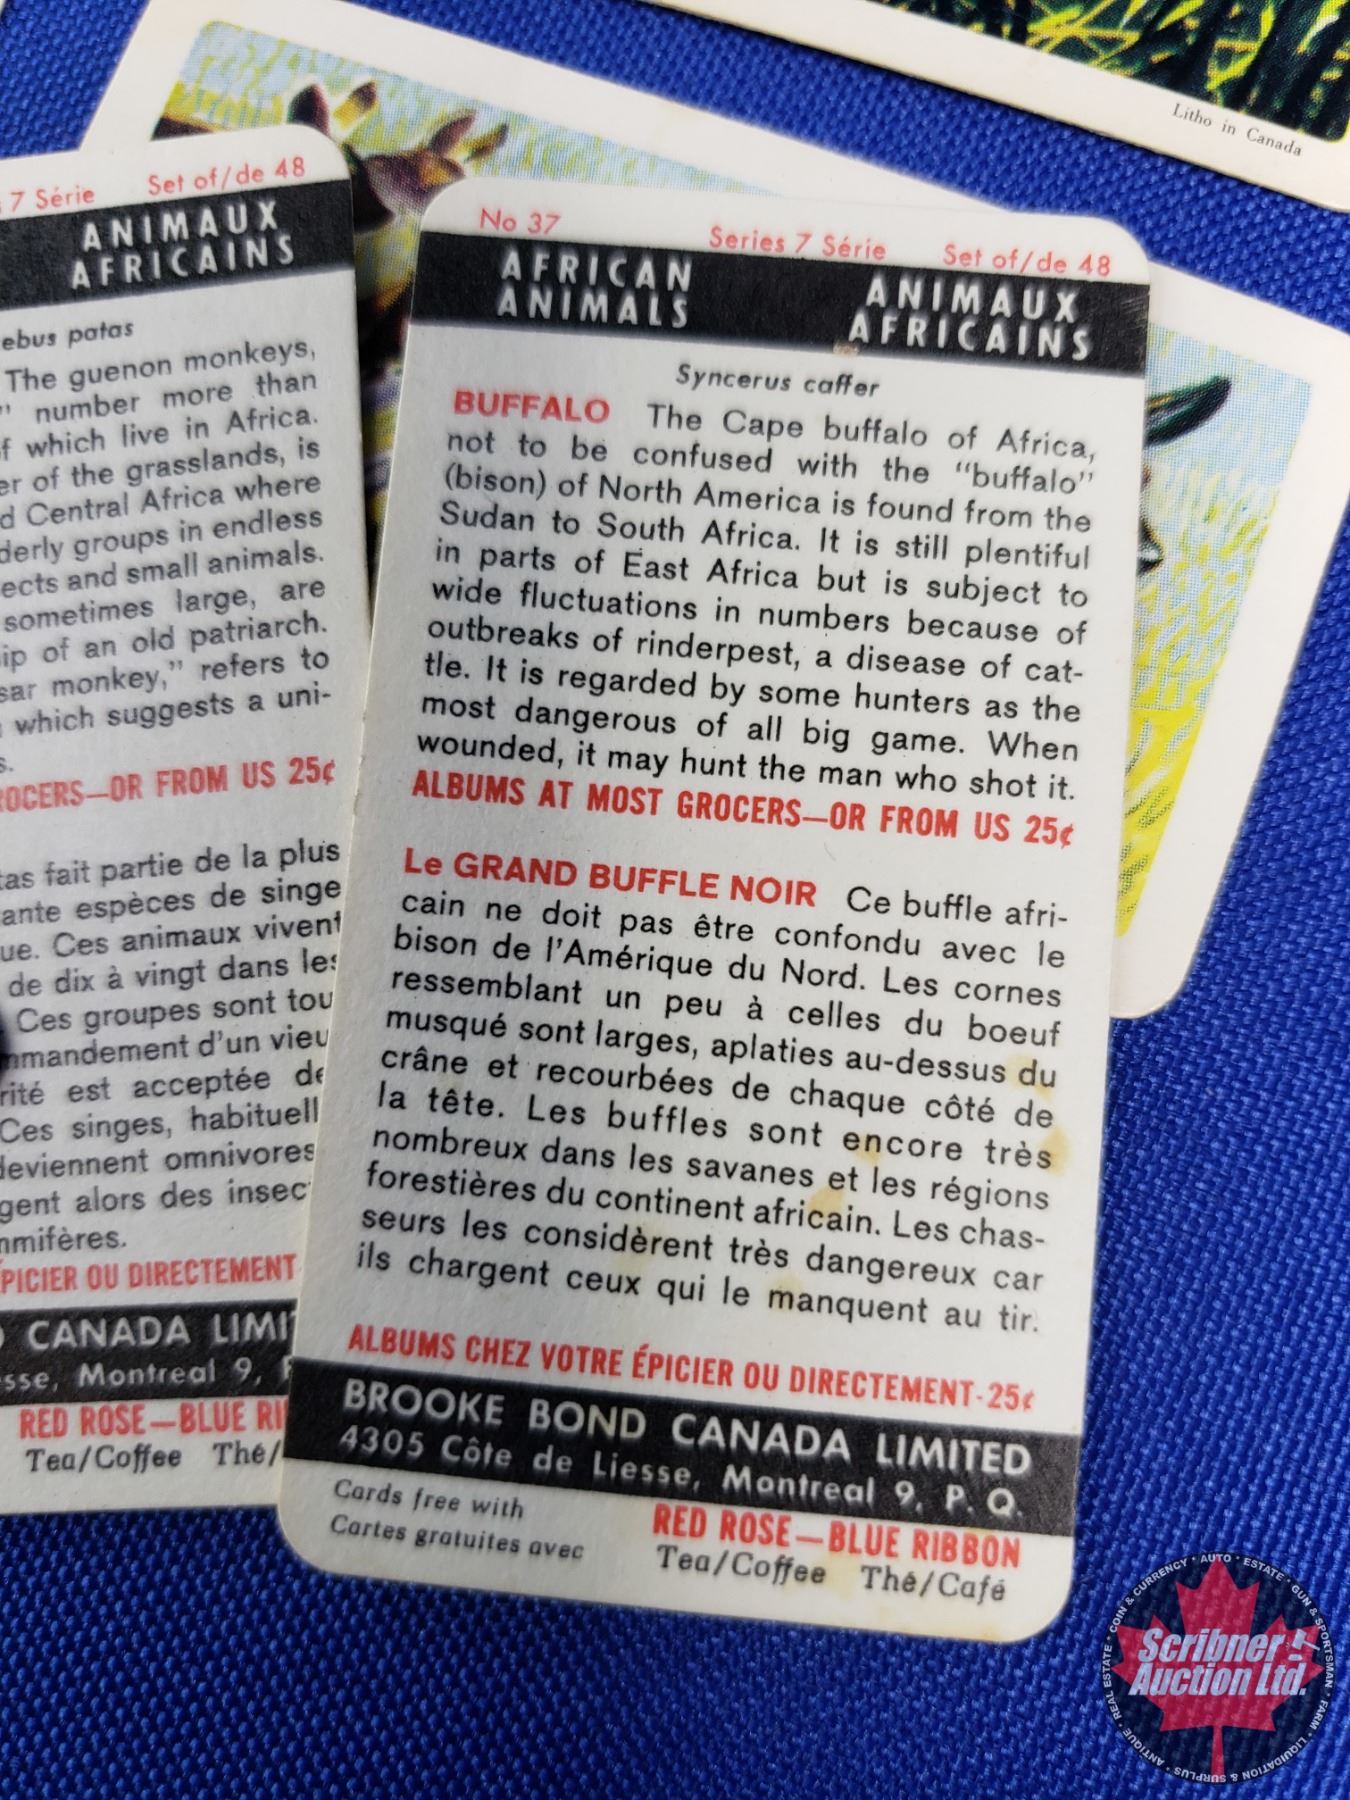 Litho in Canada
7 Série Set of/de 48
ANIMAUX
AFRICAINS
patas
The guenon monkeys,
number more than
which live in Africa.
of the grasslands, is
Central Africa where
groups in endless
and small animals.
sometimes large, are
of an old patriarch.
monkey,” refers to
which suggests a uni-
—OR FROM US 25¢
fait partie de la plus
espèces de singe
Ces animaux vivent
de dix à vingt dans les
Ces groupes sont tou
d’un vieu
est acceptée de
Ces singes, habituell
deviennent omnivores
alors des insec
ÉPICIER OU DIRECTEMENT
CANADA LIMI
Montreal 9,
RED ROSE—BLUE RI
Tea/Coffee Thé/
No 37 Series 7 Série Set of/de 48
AFRICAN ANIMAUX
ANIMALS AFRICAINS
Syncerus caffer
BUFFALO The Cape buffalo of Africa,
not to be confused with the “buffalo”
(bison) of North America is found from the
Sudan to South Africa. It is still plentiful
in parts of East Africa but is subject to
wide fluctuations in numbers because of
outbreaks of rinderpest, a disease of cat-
tle. It is regarded by some hunters as the
most dangerous of all big game. When
wounded, it may hunt the man who shot it.
ALBUMS AT MOST GROCERS—OR FROM US 25¢
Le GRAND BUFFLE NOIR Ce buffle afri-
cain ne doit pas être confondu avec le
bison de l’Amérique du Nord. Les cornes
ressemblant un peu à celles du boeuf
musqué sont larges, aplaties au-dessus du
crâne et recourbées de chaque côté de
la tête. Les buffles sont encore très
nombreux dans les savanes et les régions
forestières du continent africain. Les chas-
seurs les considèrent très dangereux car
ils chargent ceux qui le manquent au tir.
ALBUMS CHEZ VOTRE ÉPICIER OU DIRECTEMENT-25¢
BROOKE BOND CANADA LIMITED
4305 Côte de Liesse, Montreal 9, P. Q.
Cards free with RED ROSE—BLUE RIBBON
Cartes gratuites avec Tea/Coffee Thé/Café
Scribner
Auction Ltd.
COIN & CURRENCY • AUTO • ESTATE • GUN & SPORTSMAN • FARM • LIQUIDATION & SURPLUS • ANTIQUE • REAL ESTATE